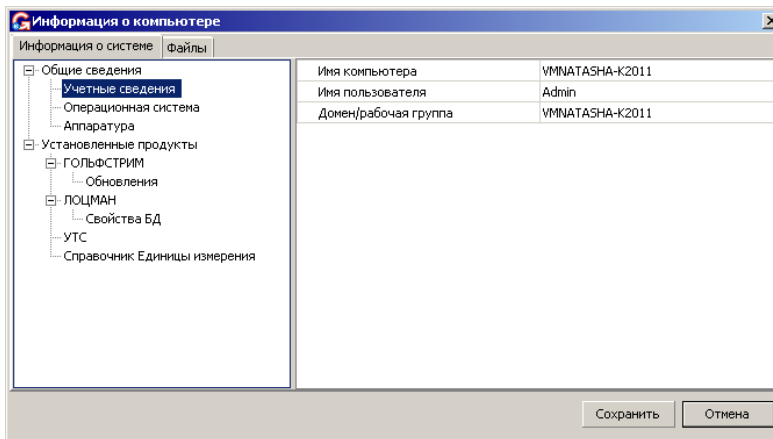 Информация о компьютере
Информация о системе Файлы
Общие сведения
Учетные сведения
Операционная система
Аппаратура
Установленные продукты
ГОЛЬФСТРИМ
Обновления
ЛОЦМАН
Свойства БД
УТС
Справочник Единицы измерения
Имя компьютера VMNATASHA-K2011
Имя пользователя Admin
Домен/рабочая группа VMNATASHA-K2011
Сохранить Отмена